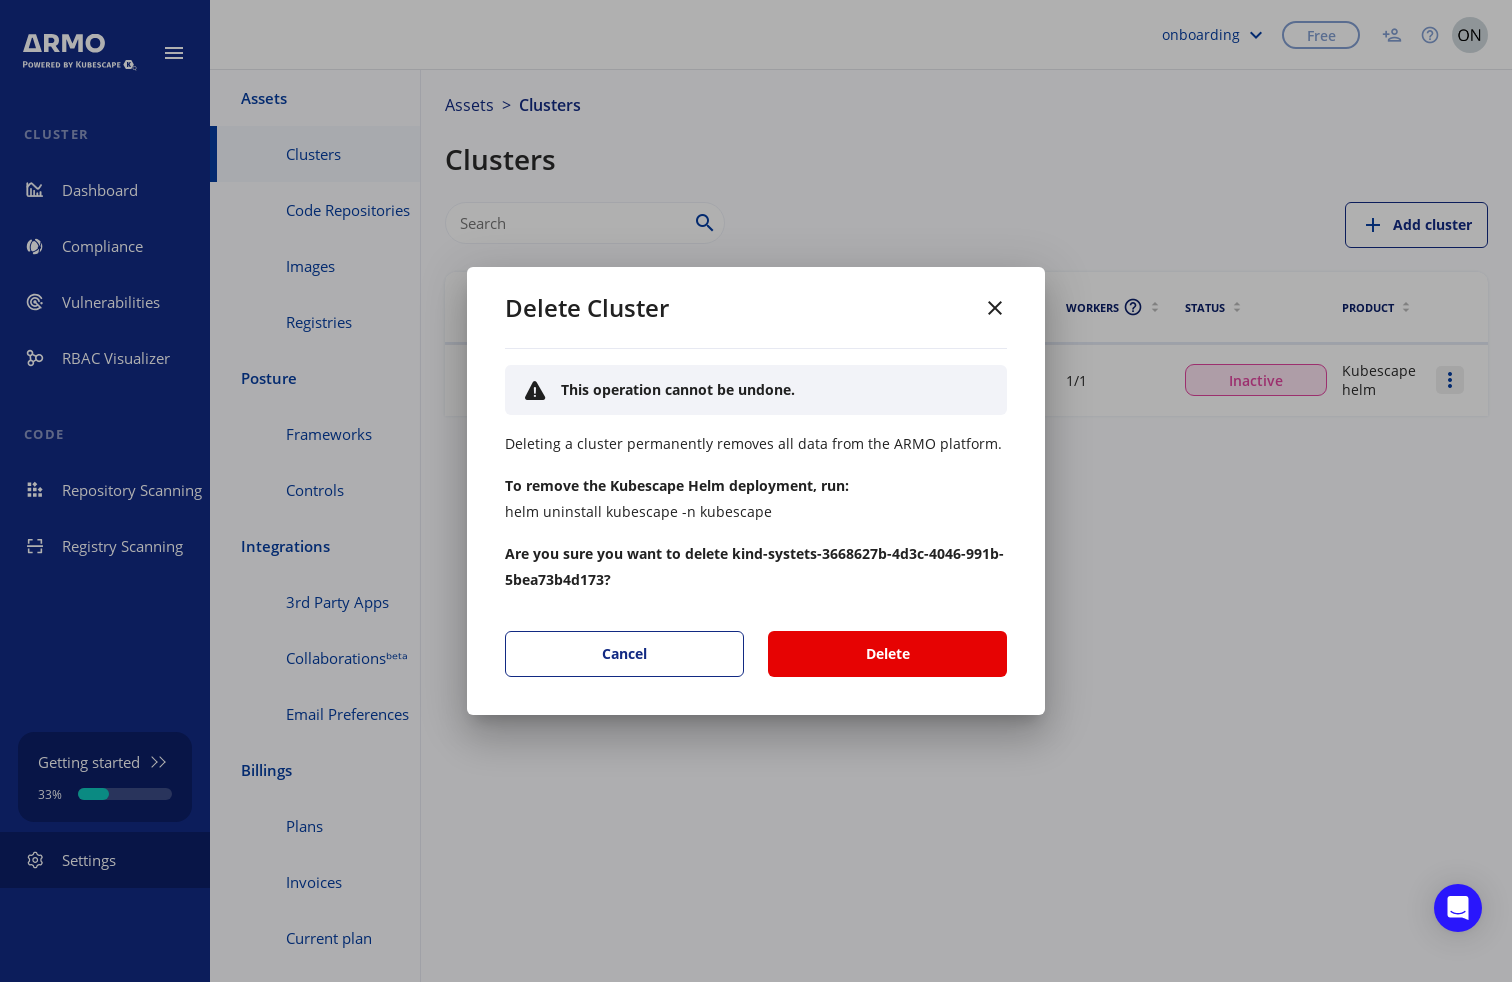 ARMO
POWERED BY KUBESCAPE
CLUSTER
Dashboard
Compliance
Vulnerabilities
RBAC Visualizer
CODE
Repository Scanning
Registry Scanning
Getting started
33%
Settings
Assets
Clusters
Code Repositories
Images
Registries
Posture
Frameworks
Controls
Integrations
3rd Party Apps
Collaborationsbeta
Email Preferences
Billings
Plans
Invoices
Current plan
onboarding
Free
ON
Assets > Clusters
Clusters
Search
Add cluster
WORKERS STATUS PRODUCT
1/1 Inactive Kubescape
helm
Delete Cluster
This operation cannot be undone.
Deleting a cluster permanently removes all data from the ARMO platform.
To remove the Kubescape Helm deployment, run:
helm uninstall kubescape -n kubescape
Are you sure you want to delete kind-systets-3668627b-4d3c-4046-991b-
5bea73b4d173?
Cancel
Delete